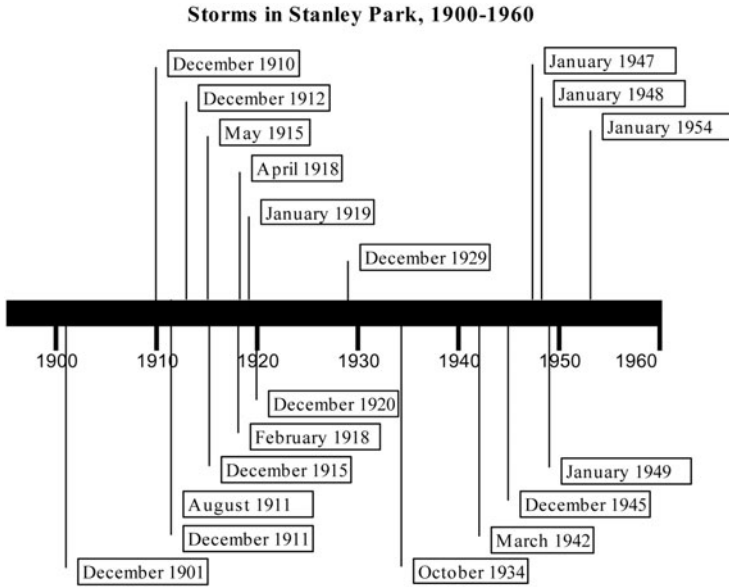 Storms in Stanley Park, 1900-1960
December 1910
January 1947
December 1912
January 1948
May 1915
January 1954
April 1918
January 1919
December 1929
1900 1910 1920 1930 1940 1950 1960
December 1920
February 1918
December 1915
January 1949
August 1911
December 1945
December 1911
March 1942
December 1901
October 1934